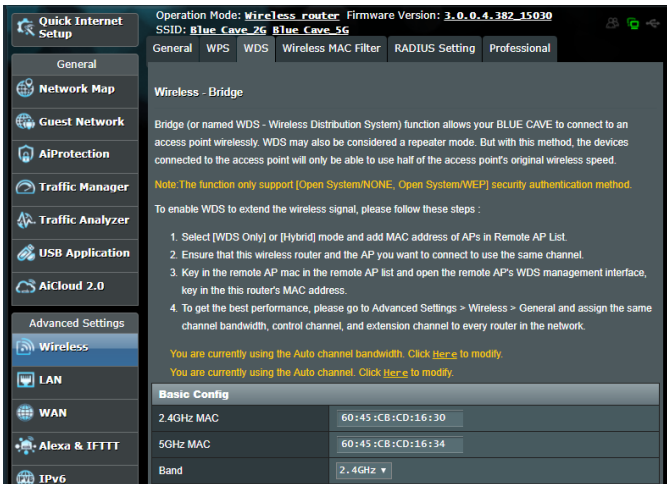 Quick Internet
Setup
Operation Mode: Wireless router Firmware Version: 3.0.0.4.382_15030
SSID: Blue Cave_2G Blue Cave_5G
General WPS WDS Wireless MAC Filter RADIUS Setting Professional
General
Network Map
Guest Network
AiProtection
Traffic Manager
Traffic Analyzer
USB Application
AiCloud 2.0
Advanced Settings
Wireless
LAN
WAN
Alexa & IFTTT
IPv6
Wireless - Bridge
Bridge (or named WDS - Wireless Distribution System) function allows your BLUE CAVE to connect to an
access point wirelessly. WDS may also be considered a repeater mode. But with this method, the devices
connected to the access point will only be able to use half of the access point's original wireless speed.
Note:The function only support [Open System/NONE, Open System/WEP] security authentication method.
To enable WDS to extend the wireless signal, please follow these steps :
1. Select [WDS Only] or [Hybrid] mode and add MAC address of APs in Remote AP List.
2. Ensure that this wireless router and the AP you want to connect to use the same channel.
3. Key in the remote AP mac in the remote AP list and open the remote AP's WDS management interface,
key in the this router's MAC address.
4. To get the best performance, please go to Advanced Settings > Wireless > General and assign the same
channel bandwidth, control channel, and extension channel to every router in the network.
You are currently using the Auto channel bandwidth. Click Here to modify.
You are currently using the Auto channel. Click Here to modify.
Basic Config
2.4GHz MAC 60:45:CB:CD:16:30
5GHz MAC 60:45:CB:CD:16:34
Band 2.4GHz